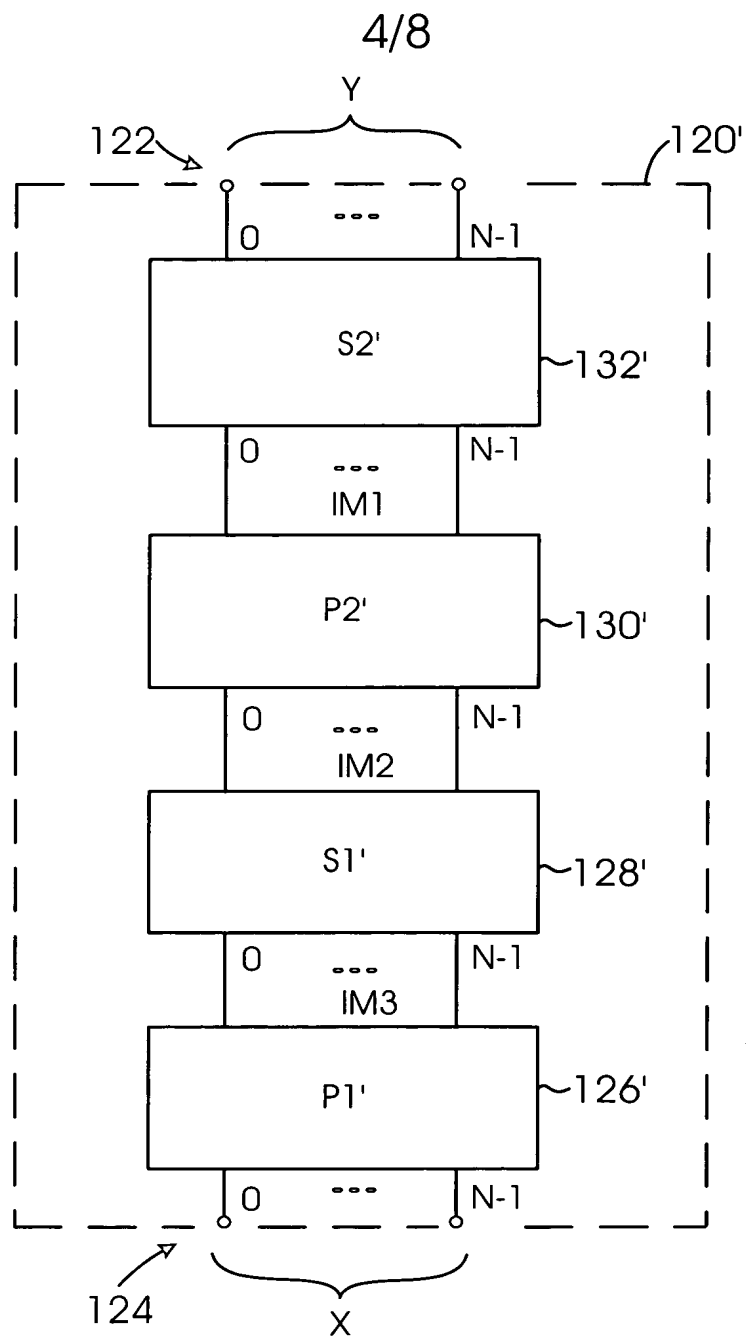 4/8
Y
122
120'
0 --- N-1
S2'
132'
0 --- N-1
IM1
P2'
130'
0 --- N-1
IM2
S1'
128'
0 --- N-1
IM3
P1'
126'
0 --- N-1
124
X